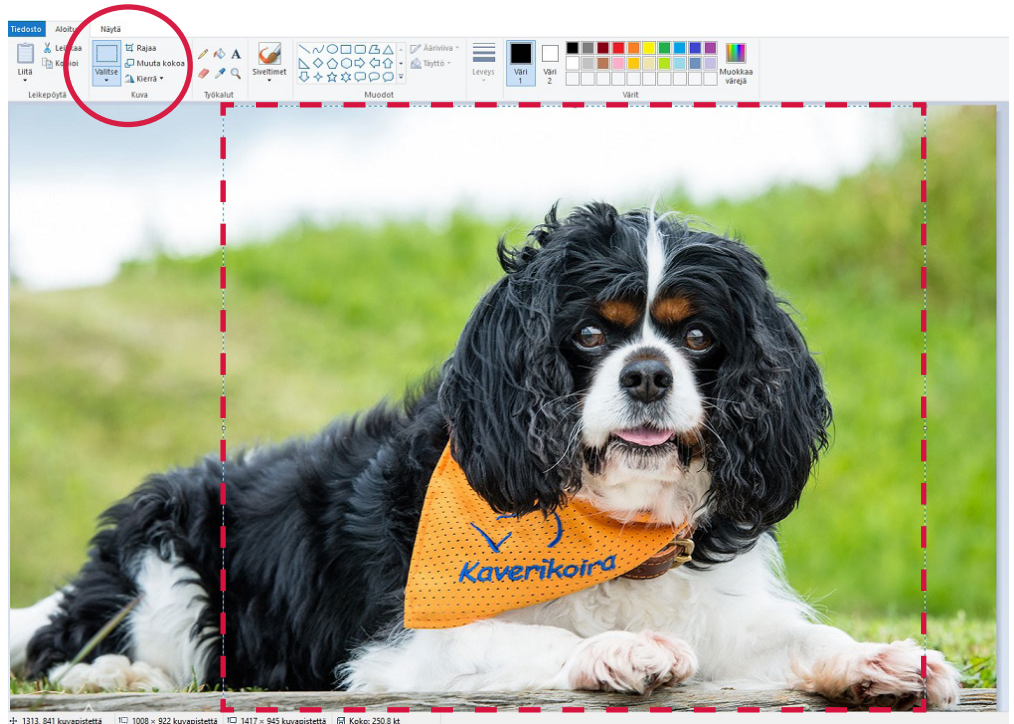 Tiedosto Aloitus Näytä
Liitä
Leikkaa
Kopioi
Leikepöytä
Valitse
Rajaa
Muuta kokoa
Kierrä
Kuva
Työkalut
Siveltimet
Muodot
Ääriviiva
Täyttö
Leveys
Väri
1
Väri
2
Muokkaa
värejä
Värit
Kaverikoira
1313, 841 kuvapistettä 1008 × 922 kuvapistettä 1417 × 945 kuvapistettä Koko: 250.8 kt